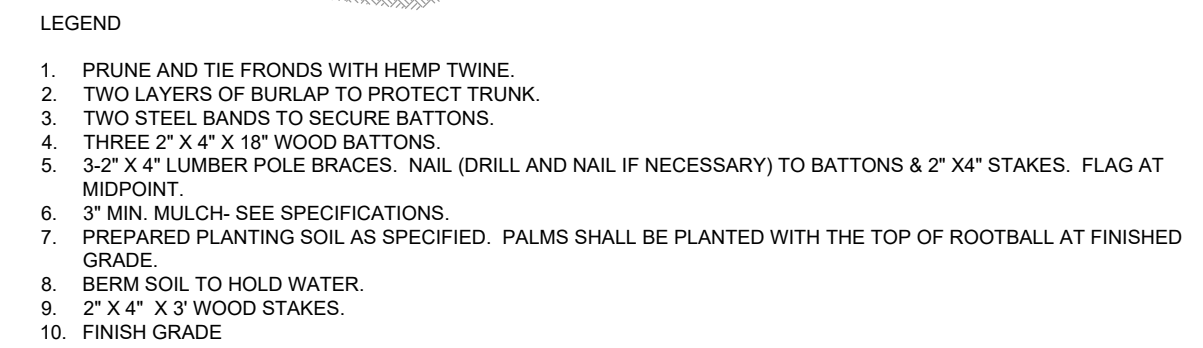 LEGEND
1. PRUNE AND TIE FRONDS WITH HEMP TWINE.
2. TWO LAYERS OF BURLAP TO PROTECT TRUNK.
3. TWO STEEL BANDS TO SECURE BATTONS.
4. THREE 2" X 4" X 18" WOOD BATTONS.
5. 3-2" X 4" LUMBER POLE BRACES. NAIL (DRILL AND NAIL IF NECESSARY) TO BATTONS & 2" X4" STAKES. FLAG AT
MIDPOINT.
6. 3" MIN. MULCH- SEE SPECIFICATIONS.
7. PREPARED PLANTING SOIL AS SPECIFIED. PALMS SHALL BE PLANTED WITH THE TOP OF ROOTBALL AT FINISHED
GRADE.
8. BERM SOIL TO HOLD WATER.
9. 2" X 4" X 3' WOOD STAKES.
10. FINISH GRADE